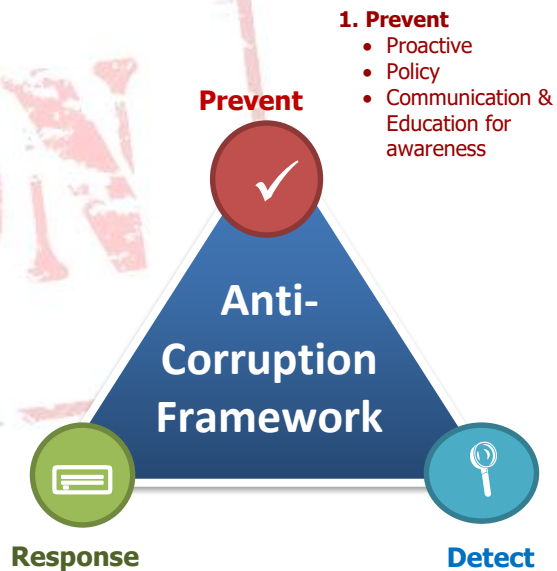 1. Prevent
• Proactive
• Policy
• Communication &
Education for
awareness
Prevent
Anti-
Corruption
Framework
Response
Detect